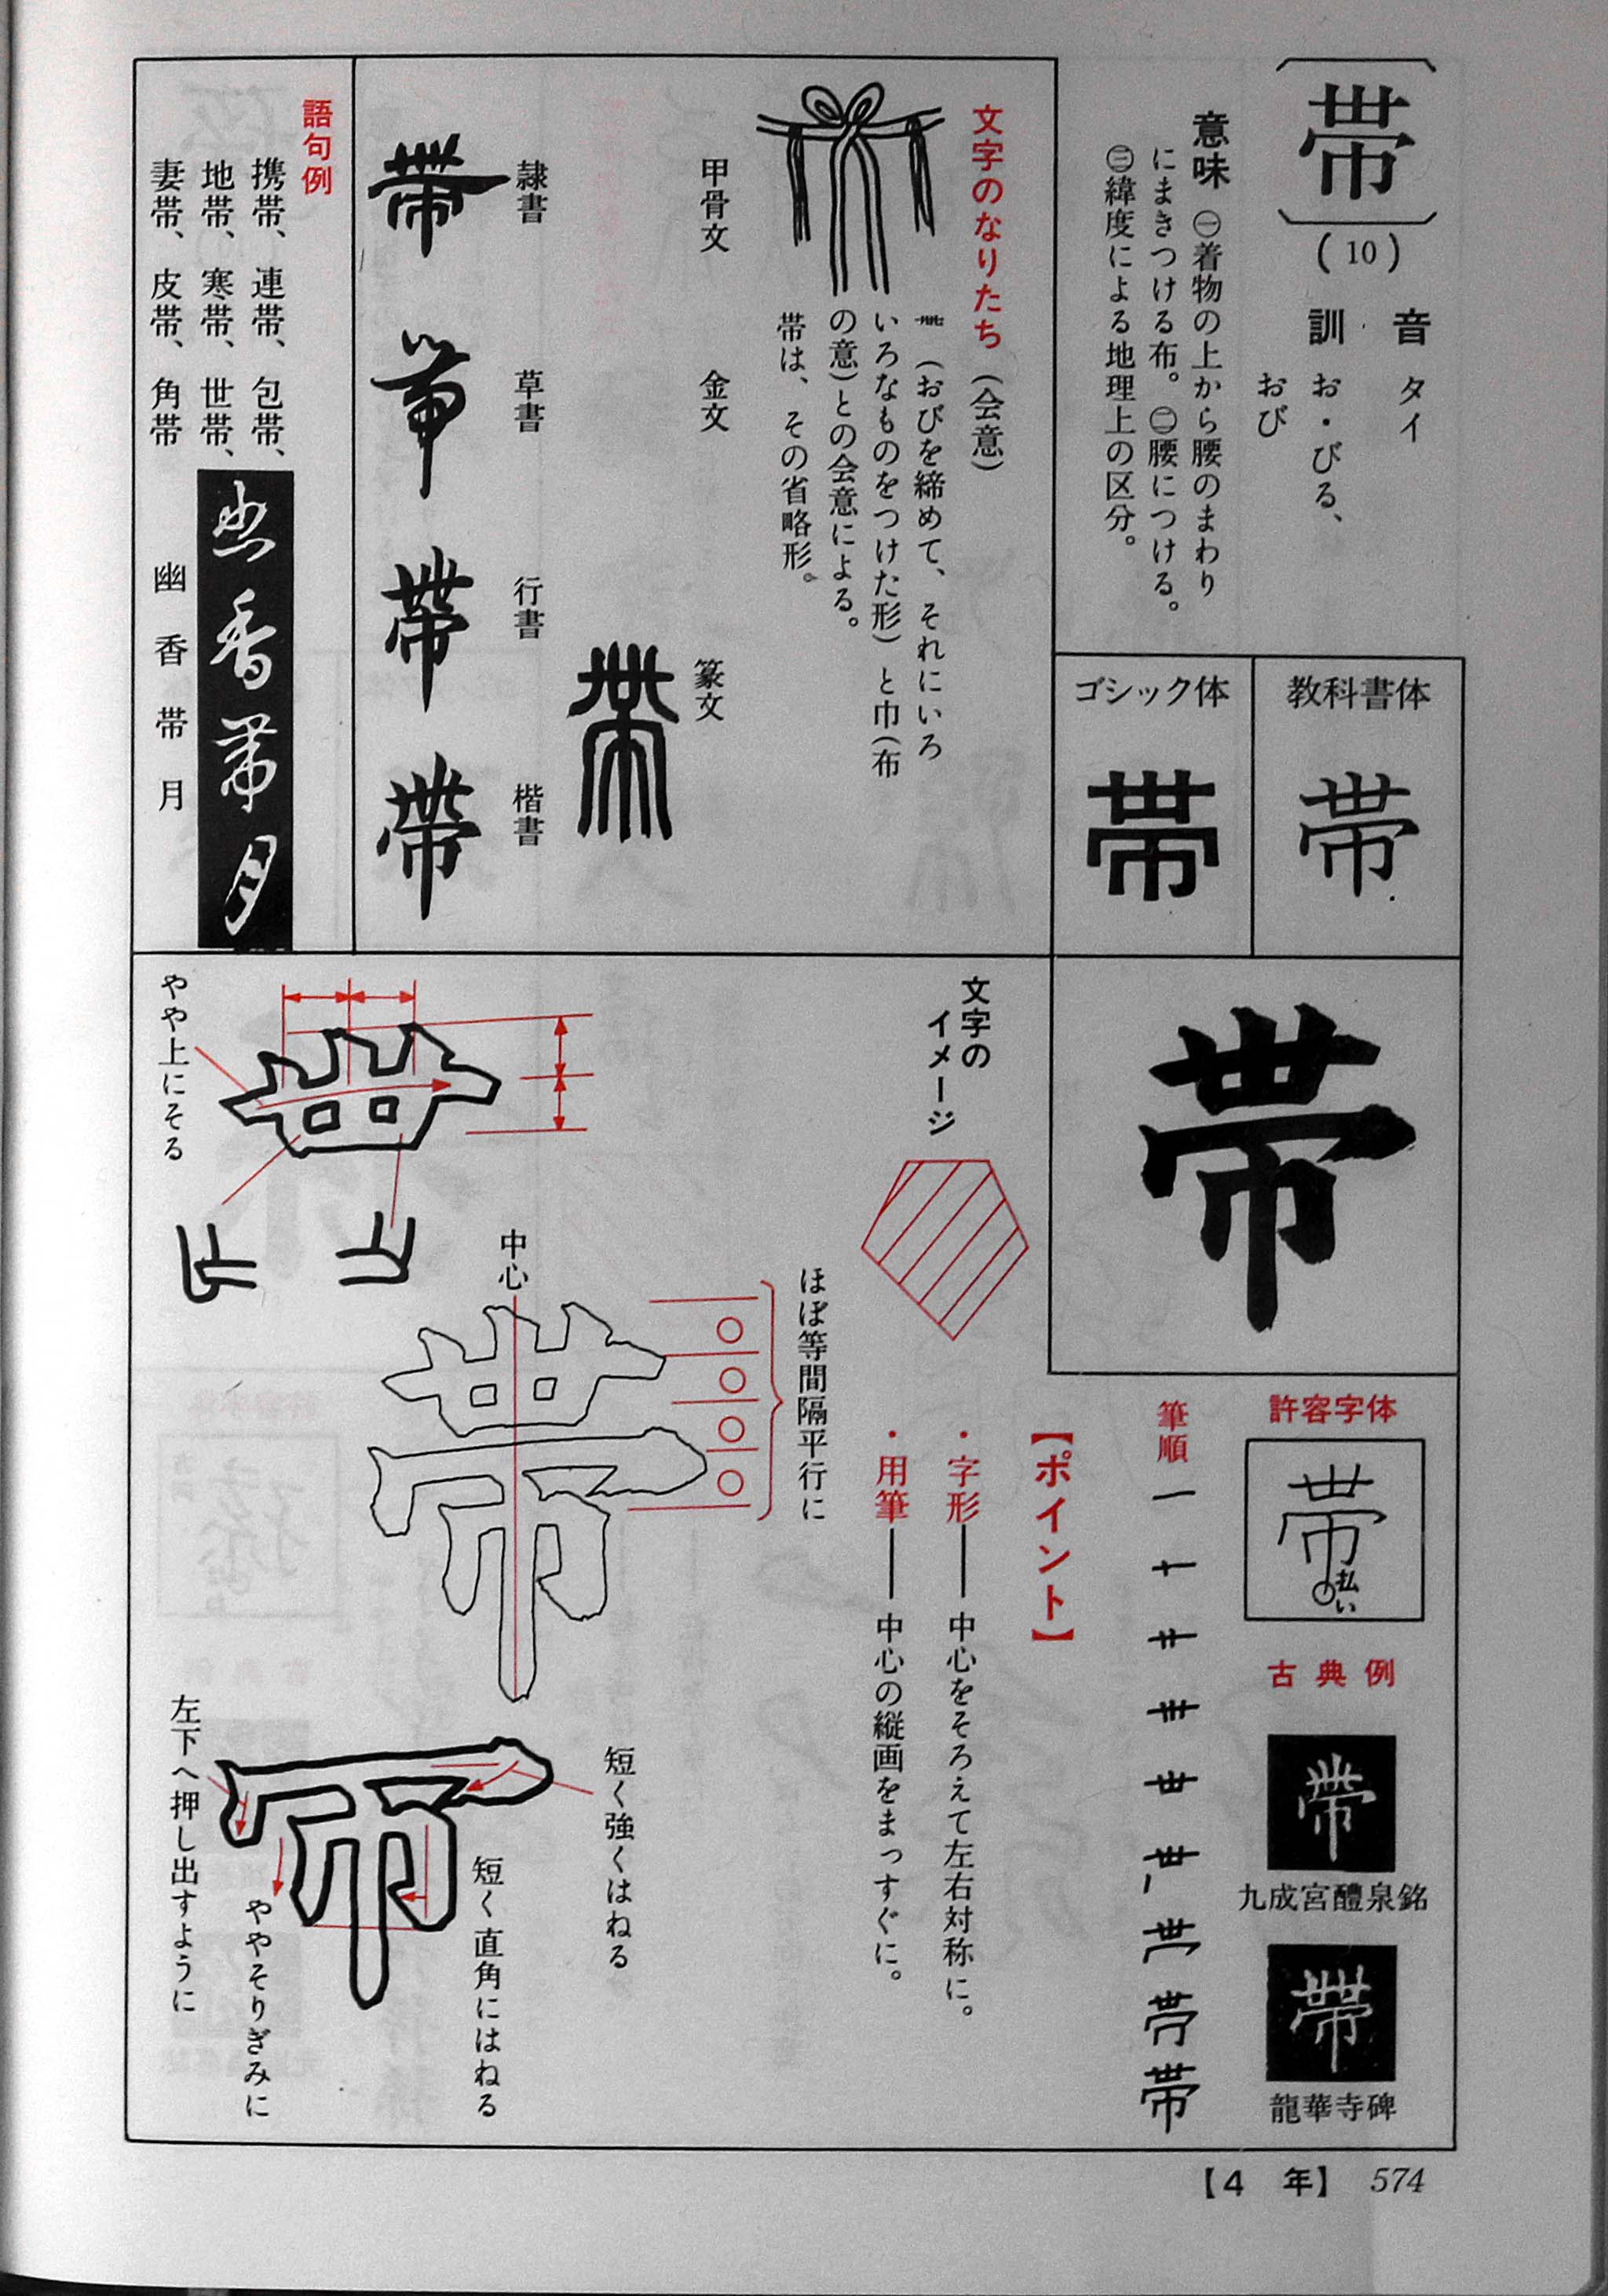 帯
(10)
音 タイ
訓 お・びる、
おび
意味 ㊀着物の上から腰のまわり
にまきつける布。㊁腰につける。
㊂緯度による地理上の区分。
教科書体
帯
ゴシック体
帯
文字のなりたち (会意)
(おびを締めて、それにいろ
いろなものをつけた形)と巾(布
の意)との会意による。
帯は、その省略形。
甲骨文
金文
篆文
帶
隷書
帶
草書
帯
行書
帶
楷書
帶
語句例
携帯、連帯、包帯、
地帯、寒帯、世帯、
妻帯、皮帯、角帯
幽香帯月
幽香帯月
帯
許容字体
帯
払い
古典例
帶
九成宮醴泉銘
帶
龍華寺碑
筆順
帯
【ポイント】
・字形——中心をそろえて左右対称に。
・用筆——中心の縦画をまっすぐに。
文字の
イメージ
ほぼ等間隔平行に
中心
やや上にそる
短く強くはねる
短く直角にはねる
ややそりぎみに
左下へ押し出すように
【4 年】 574